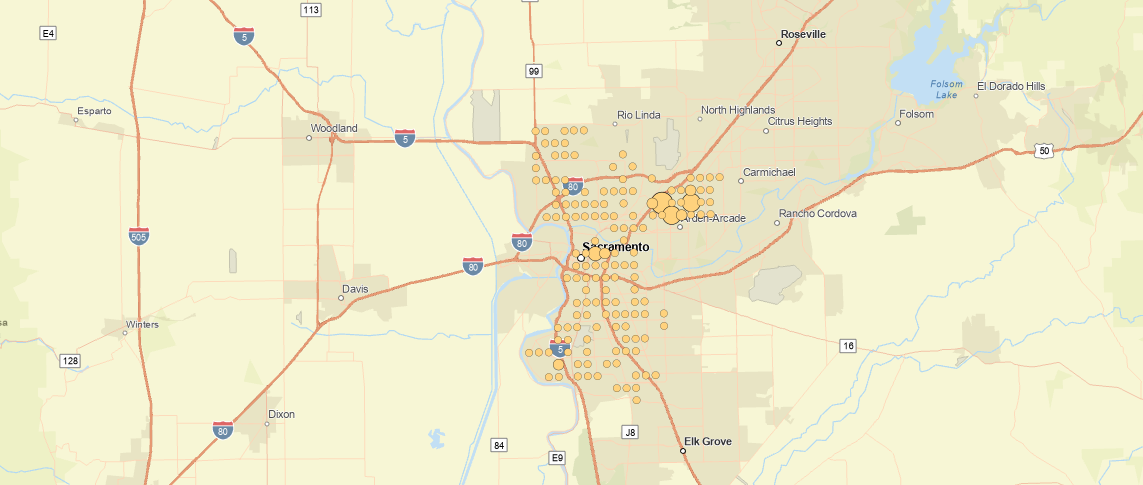 113
E4
5
Roseville
99
Folsom
Lake
El Dorado Hills
Esparto
Rio Linda
North Highlands
Folsom
Citrus Heights
Woodland
5
50
Carmichael
80
Rancho Cordova
Arden-Arcade
505
80
Sacramento
80
Davis
Winters
sa
16
5
128
Dixon
80
J8
84
Elk Grove
E9